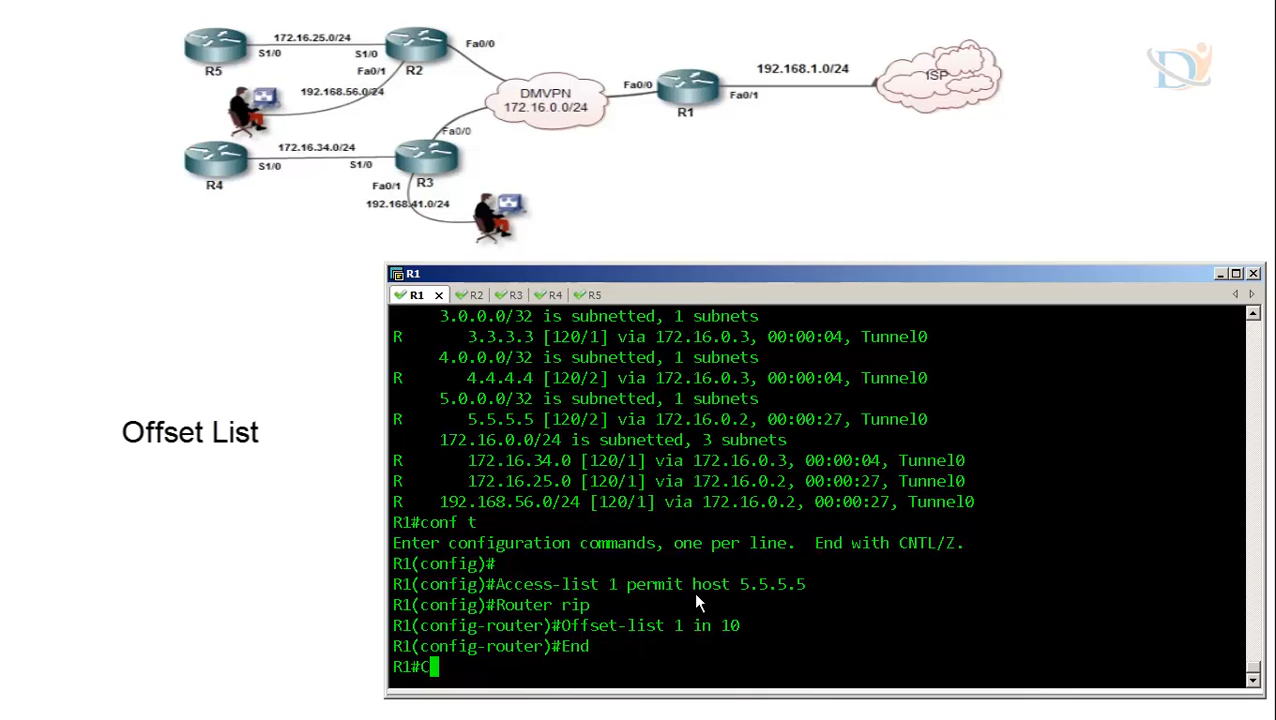 172.16.25.0/24
S1/0
S1/0
R5
R2
Fa0/0
Fa0/1
192.168.56.0/24
DMVPN
172.16.0.0/24
Fa0/0
R1
192.168.1.0/24
Fa0/1
ISP
172.16.34.0/24
S1/0
S1/0
R4
R3
Fa0/0
Fa0/1
192.168.41.0/24
Offset List
R1
R1 R2 R3 R4 R5
3.0.0.0/32 is subnetted, 1 subnets
R 3.3.3.3 [120/1] via 172.16.0.3, 00:00:04, Tunnel0
4.0.0.0/32 is subnetted, 1 subnets
R 4.4.4.4 [120/2] via 172.16.0.3, 00:00:04, Tunnel0
5.0.0.0/32 is subnetted, 1 subnets
R 5.5.5.5 [120/2] via 172.16.0.2, 00:00:27, Tunnel0
172.16.0.0/24 is subnetted, 3 subnets
R 172.16.34.0 [120/1] via 172.16.0.3, 00:00:04, Tunnel0
R 172.16.25.0 [120/1] via 172.16.0.2, 00:00:27, Tunnel0
R 192.168.56.0/24 [120/1] via 172.16.0.2, 00:00:27, Tunnel0
R1#conf t
Enter configuration commands, one per line. End with CNTL/Z.
R1(config)#
R1(config)#Access-list 1 permit host 5.5.5.5
R1(config)#Router rip
R1(config-router)#Offset-list 1 in 10
R1(config-router)#End
R1#C